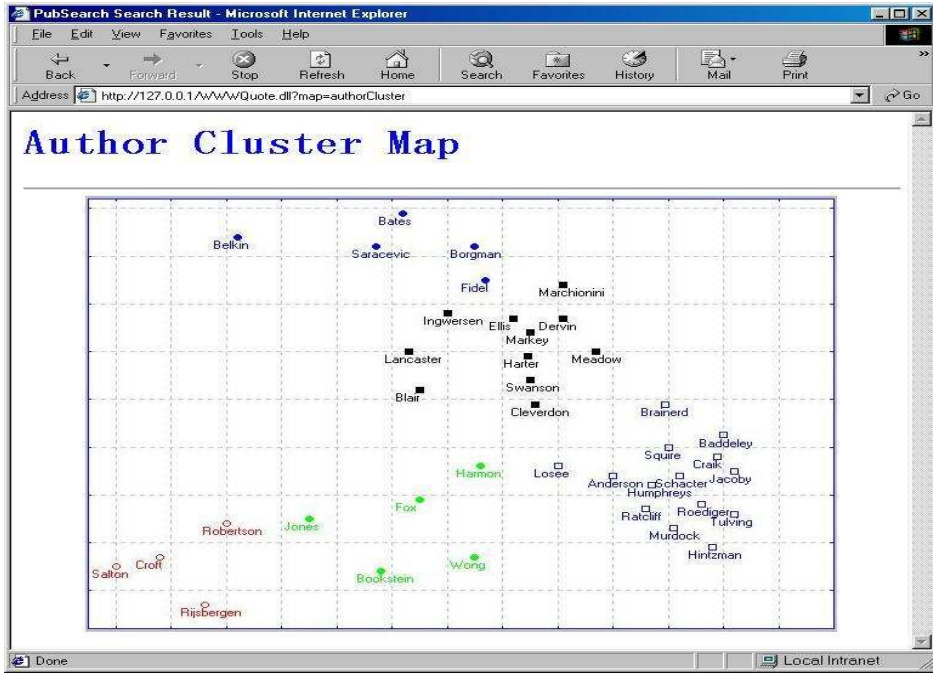 PubSearch Search Result - Microsoft Internet Explorer
File Edit View Favorites Tools Help
Back Forward Stop Refresh Home Search Favorites History Mail Print
Address http://127.0.0.1/WWWQuote.dll?map=authorCluster Go
Author Cluster Map
Bates
Belkin
Saracevic Borgman
Fidel
Marchionini
Ingwersen Ellis Dervin
Markey
Lancaster Harter Meadow
Swanson
Blair
Cleverdon Brainerd
Baddeley
Squire
Craik
Harmon Losee Jacoby
Anderson Schacter
Humphreys
Fox
Ratcliff Roediger
Tulving
Robertson Jones
Murdock
Hintzman
Croft Wong
Salton
Bookstein
Rijsbergen
Done Local intranet